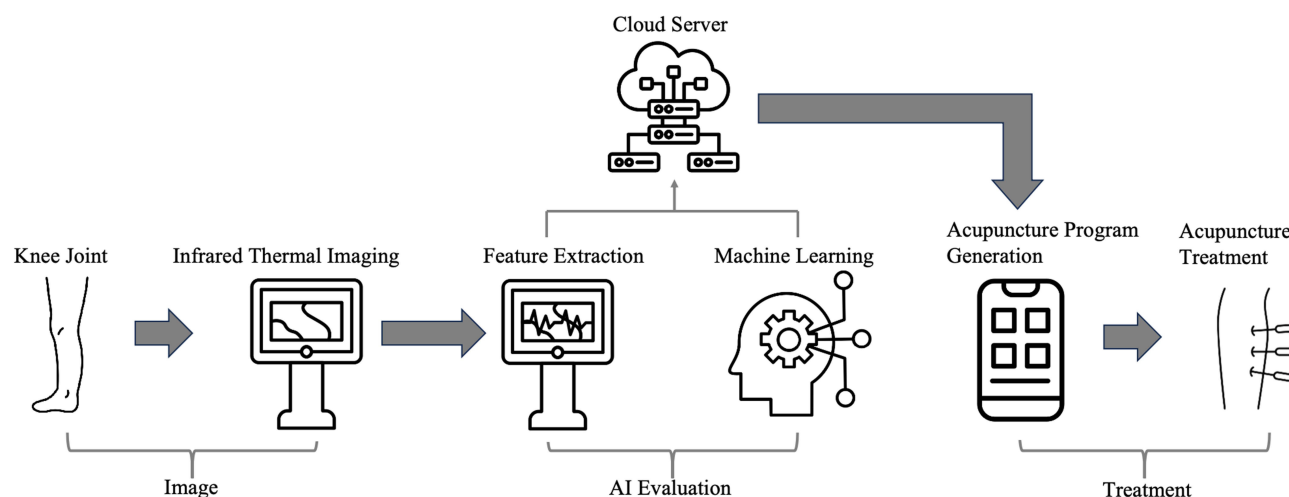 Cloud Server
Knee Joint
Infrared Thermal Imaging
Feature Extraction
Machine Learning
Acupuncture Program
Generation
Acupuncture
Treatment
Image
AI Evaluation
Treatment